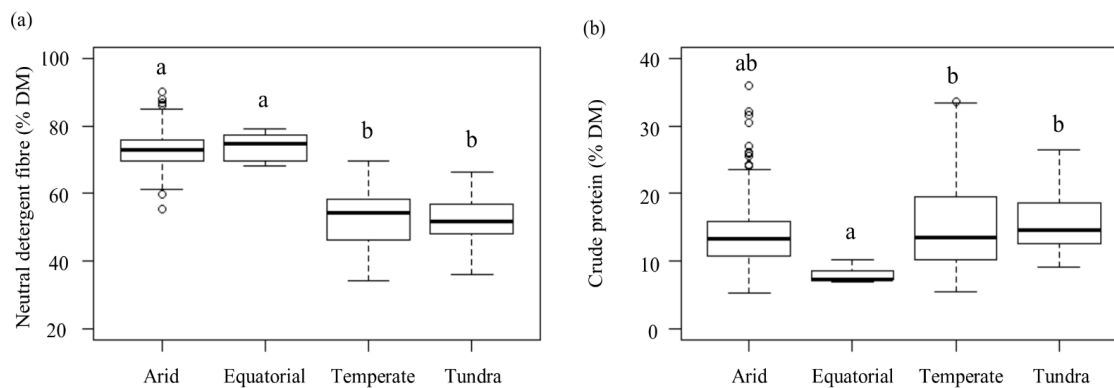 (a)
Neutral detergent fibre (% DM)
100
80
60
40
20
a
a
b
b
Arid Equatorial Temperate Tundra
(b)
Crude protein (% DM)
40
30
20
10
0
ab
a
b
b
Arid Equatorial Temperate Tundra